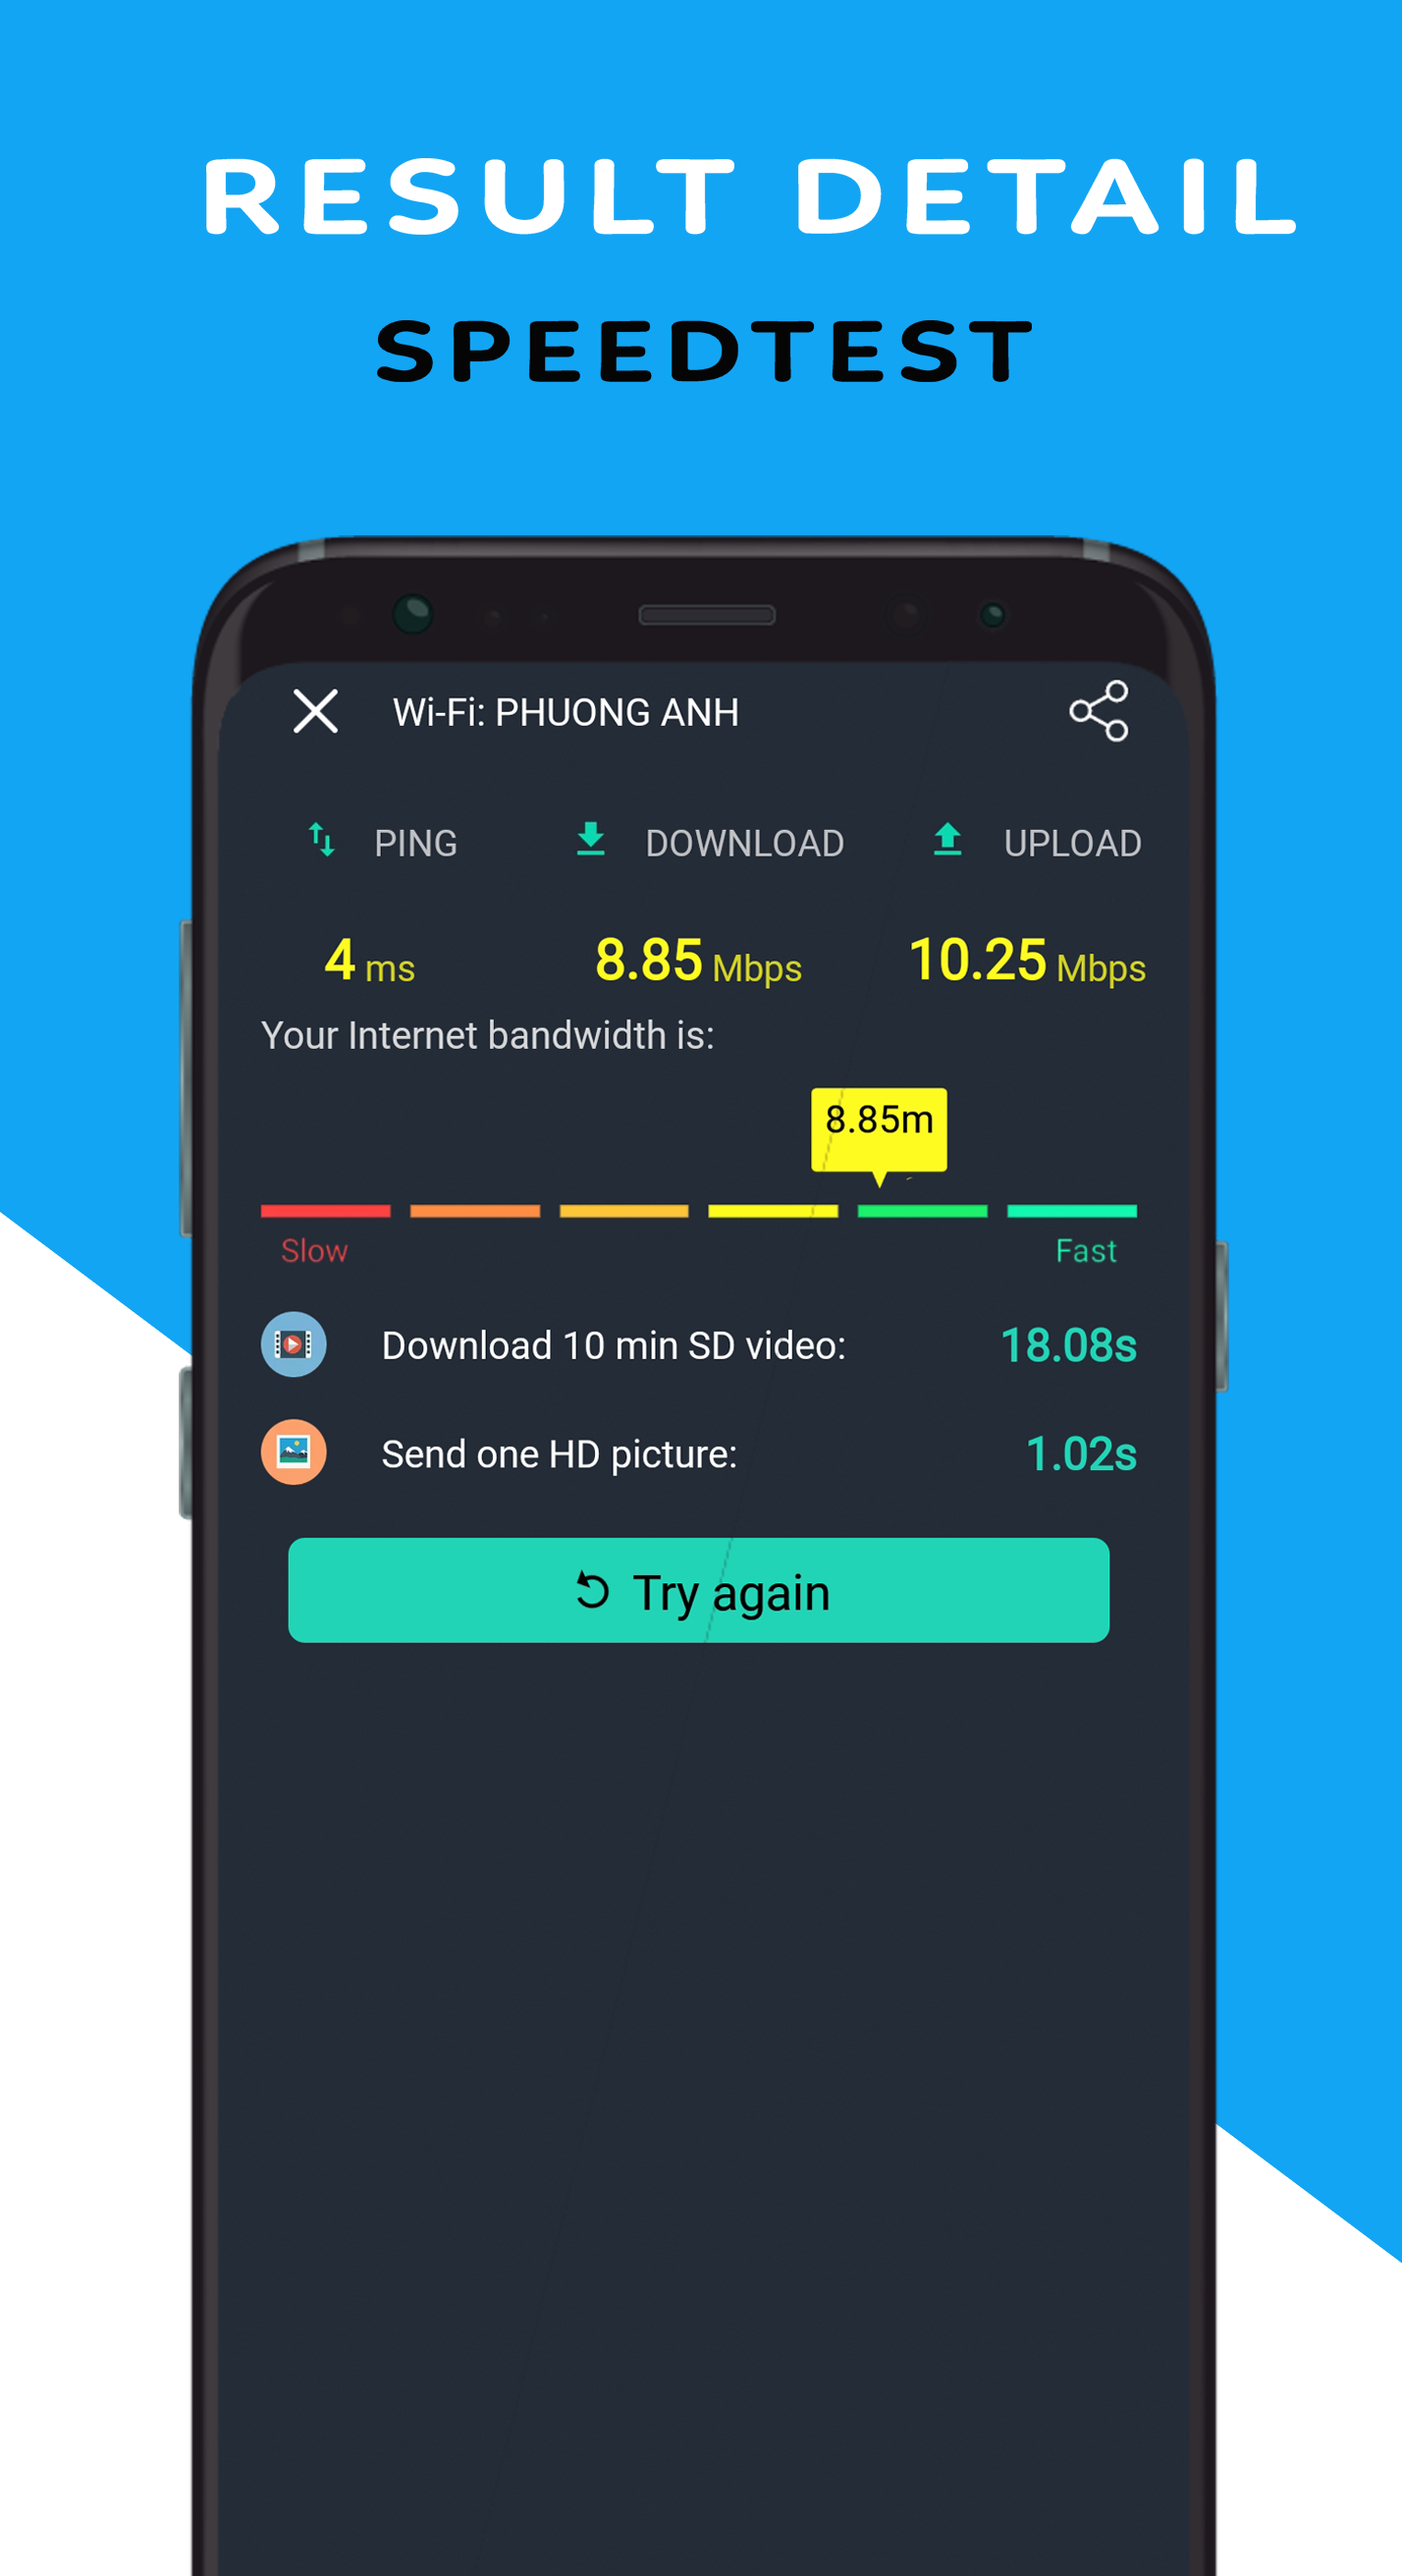 RESULT DETAIL
SPEEDTEST
Wi-Fi: PHUONG ANH
PING DOWNLOAD UPLOAD
4 ms 8.85 Mbps 10.25 Mbps
Your Internet bandwidth is:
8.85m
Slow Fast
Download 10 min SD video: 18.08s
Send one HD picture: 1.02s
Try again